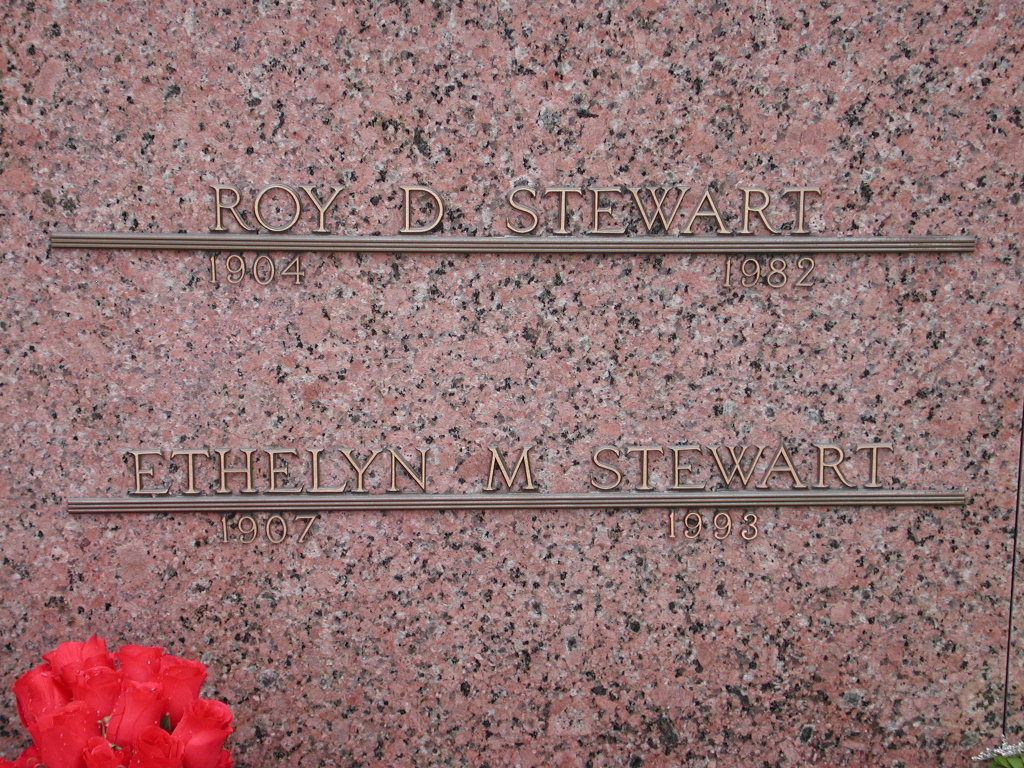 ROY D STEWART
1904 1982
ETHELYN M STEWART
1907 1993